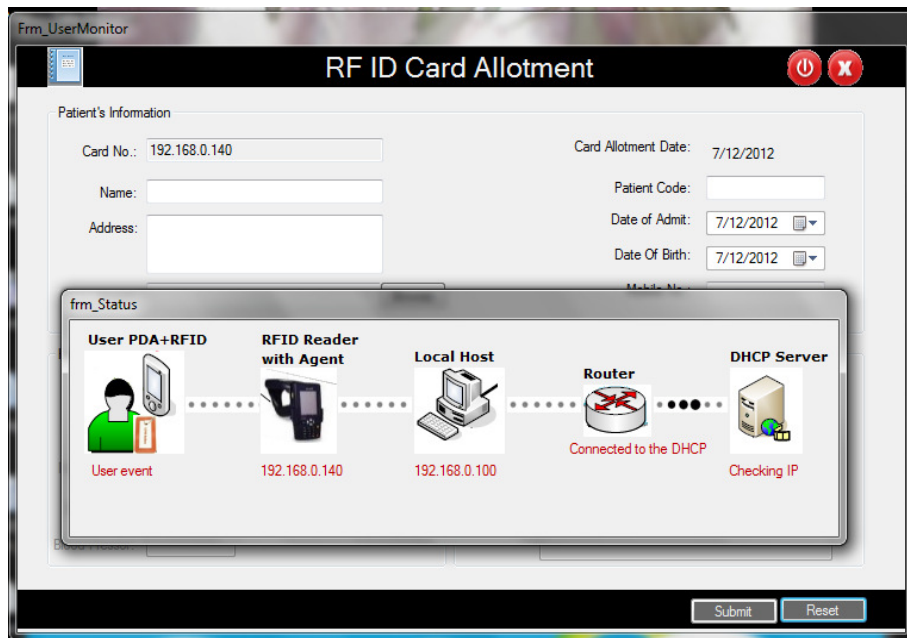 Frm_UserMonitor
RF ID Card Allotment
Patient's Information
Card No.: 192.168.0.140
Card Allotment Date: 7/12/2012
Name:
Patient Code:
Address:
Date of Admit: 7/12/2012
Date Of Birth: 7/12/2012
Mobile No.:
frm_Status
User PDA+RFID
RFID Reader
with Agent
Local Host
Router
DHCP Server
User event
192.168.0.140
192.168.0.100
Connected to the DHCP
Checking IP
Submit
Reset